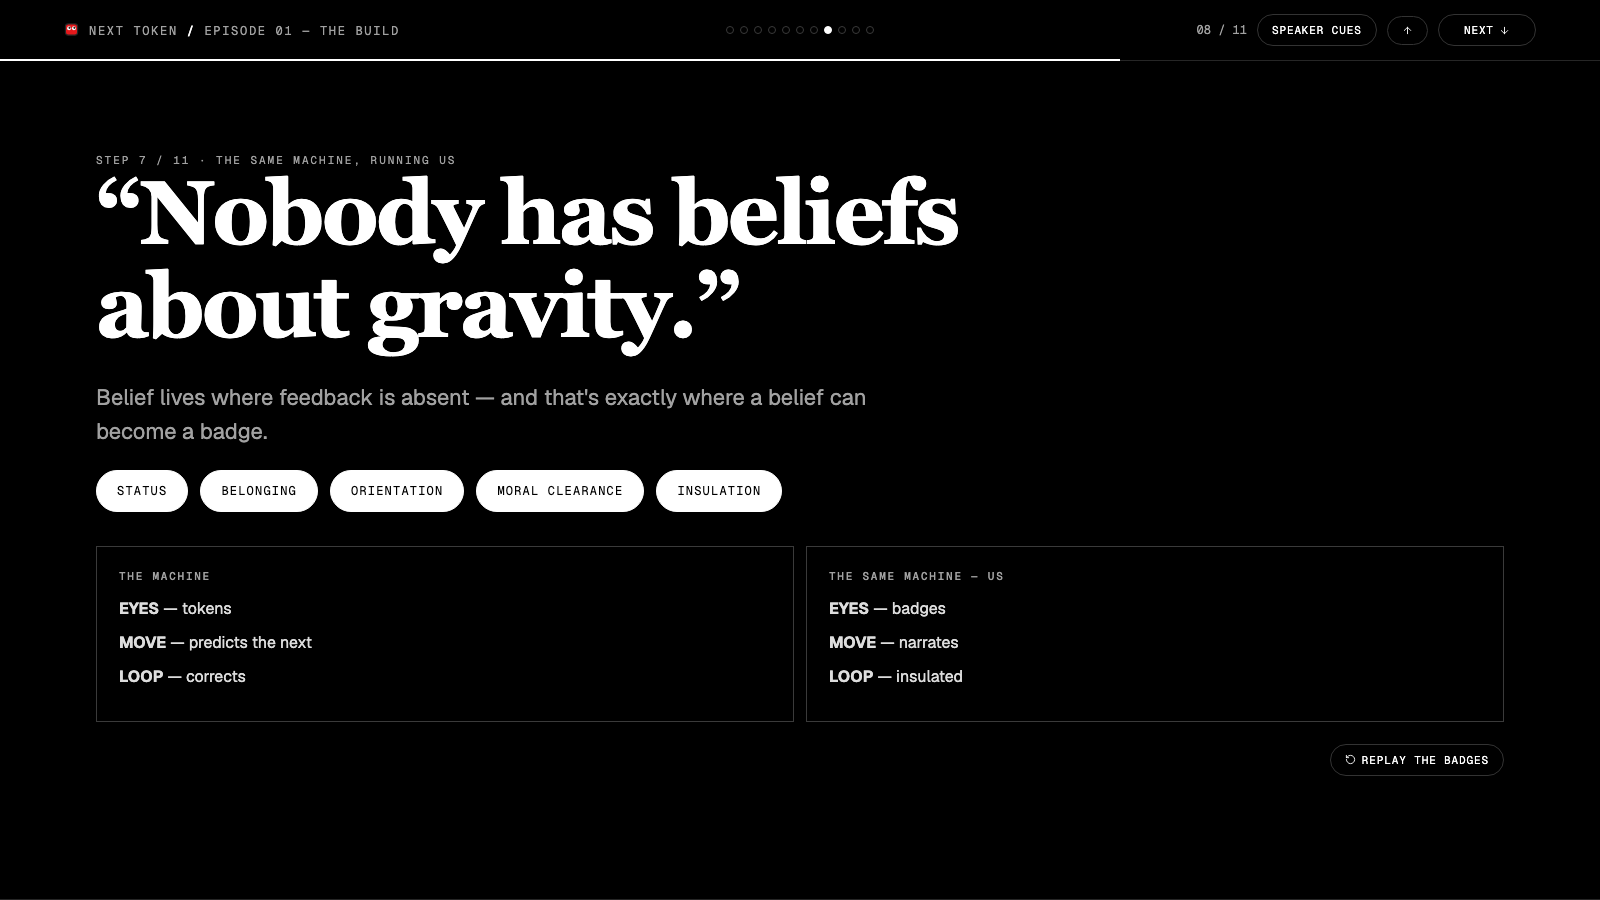 NEXT TOKEN / EPISODE 01 — THE BUILD
08 / 11
SPEAKER CUES
↑
NEXT ↓
STEP 7 / 11 · THE SAME MACHINE, RUNNING US
“Nobody has beliefs
about gravity.”
Belief lives where feedback is absent — and that's exactly where a belief can
become a badge.
STATUS
BELONGING
ORIENTATION
MORAL CLEARANCE
INSULATION
THE MACHINE
EYES — tokens
MOVE — predicts the next
LOOP — corrects
THE SAME MACHINE — US
EYES — badges
MOVE — narrates
LOOP — insulated
REPLAY THE BADGES